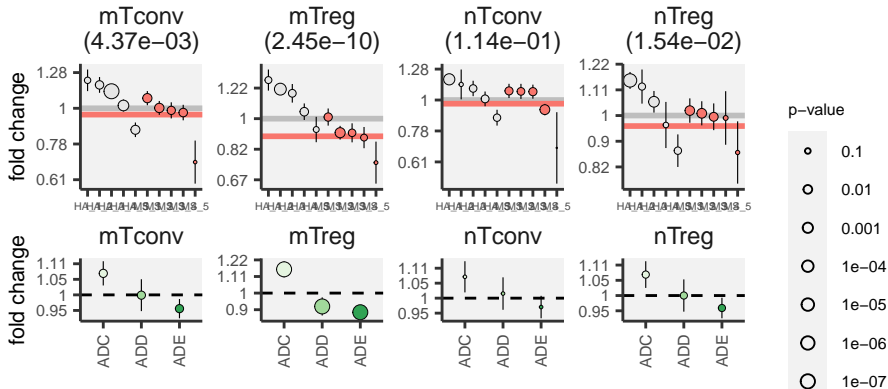 mTconv
(4.37e−03)
mTreg
(2.45e−10)
nTconv
(1.14e−01)
nTreg
(1.54e−02)
fold change
1.28
1
0.78
0.61
1.22
1
0.82
0.67
1.28
1
0.78
0.61
1.22
1.11
1
0.9
0.82
p−value
0.1
0.01
0.001
1e−04
1e−05
1e−06
1e−07
mTconv
mTreg
nTconv
nTreg
fold change
1.11
1.05
1
0.95
1.22
1.11
1
0.9
1.11
1.05
1
0.95
1.11
1.05
1
0.95
ADC
ADD
ADE
ADC
ADD
ADE
ADC
ADD
ADE
ADC
ADD
ADE